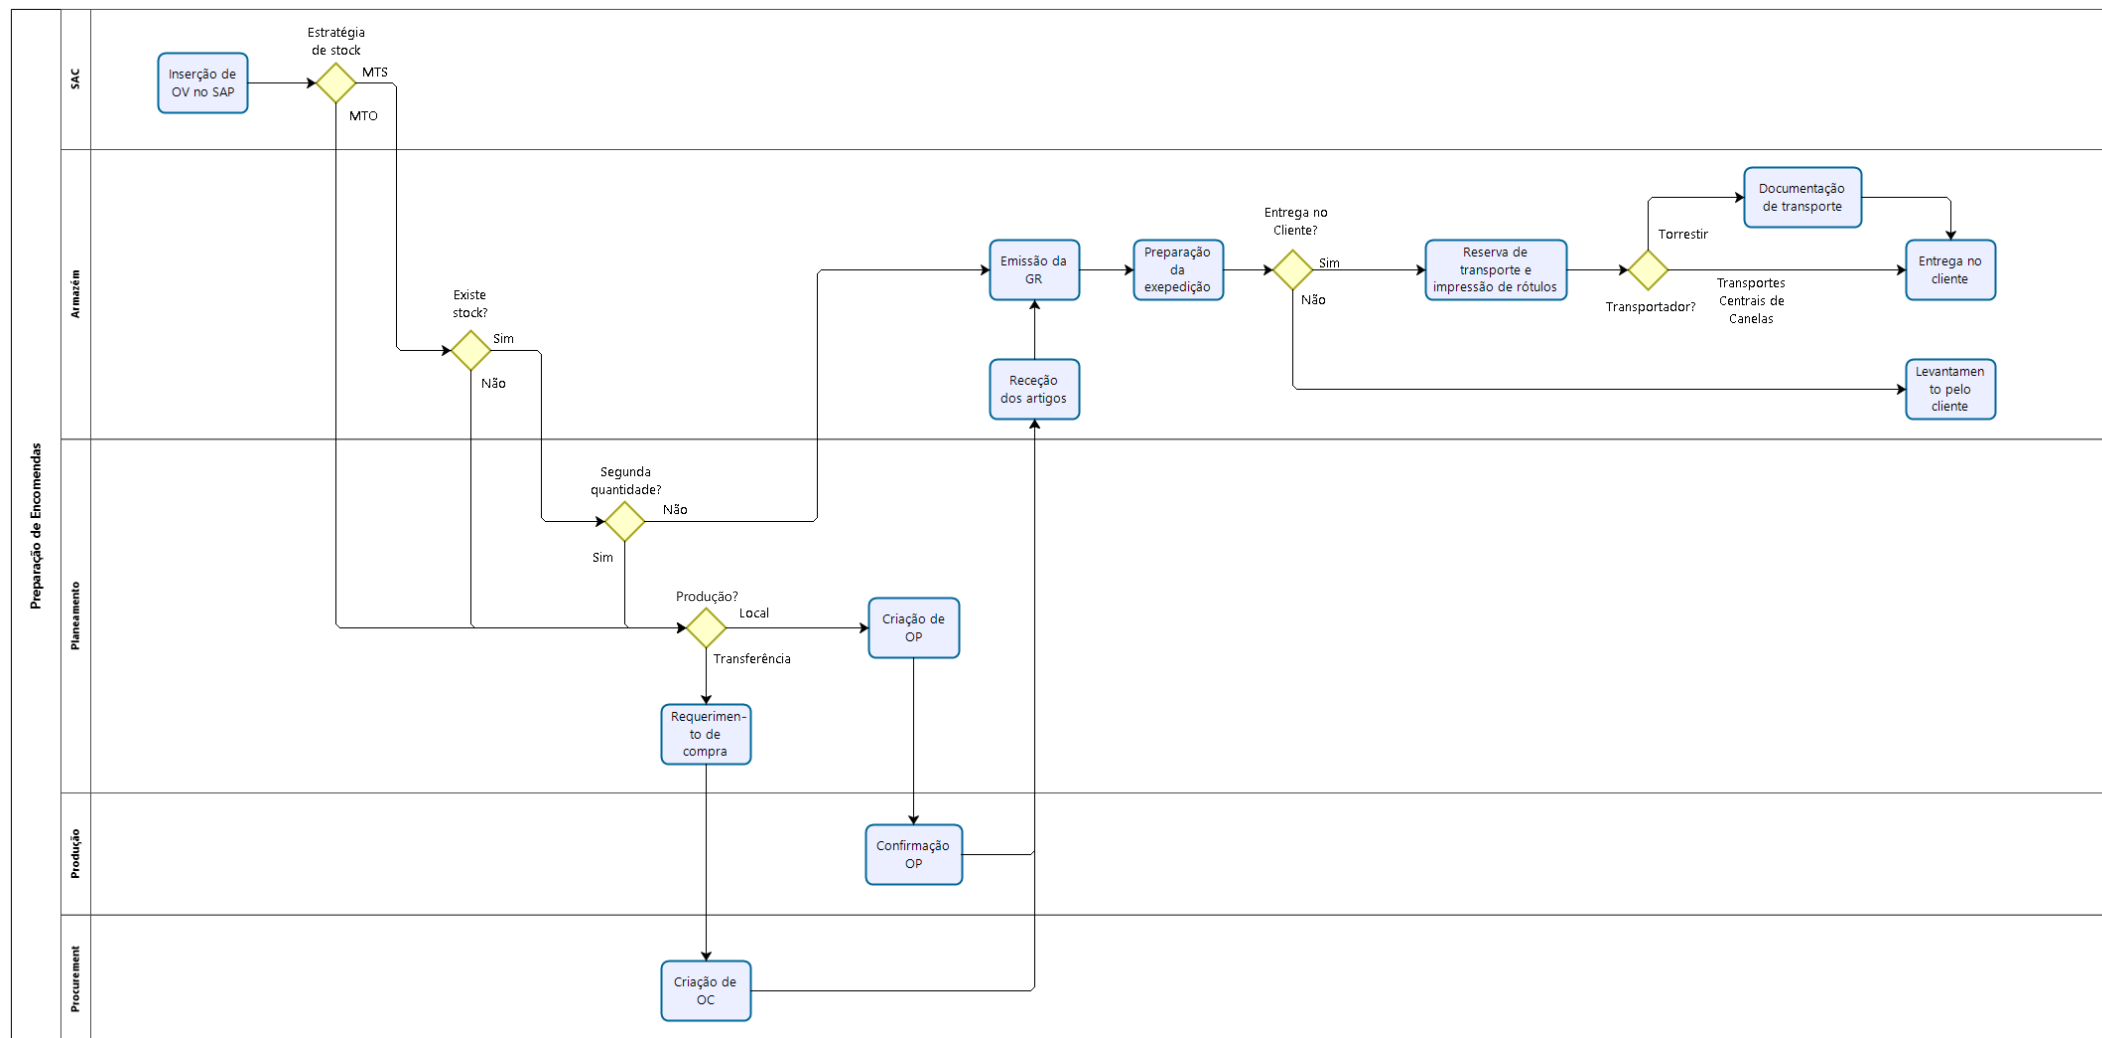 Preparação de Encomendas
SAC
Estratégia
de stock
Inserção de
OV no SAP
MTS
MTO
Armazém
Existe
stock?
Sim
Não
Emissão da
GR
Receção
dos artigos
Preparação
da
exepedição
Entrega no
Cliente?
Sim
Não
Reserva de
transporte e
impressão de rótulos
Torrestir
Transportador?
Transportes
Centrais de
Canelas
Documentação
de transporte
Entrega no
cliente
Levantamen
to pelo
cliente
Planeamento
Segunda
quantidade?
Não
Sim
Produção?
Local
Transferência
Criação de
OP
Requerimen-
to de
compra
Produção
Confirmação
OP
Procurement
Criação de
OC